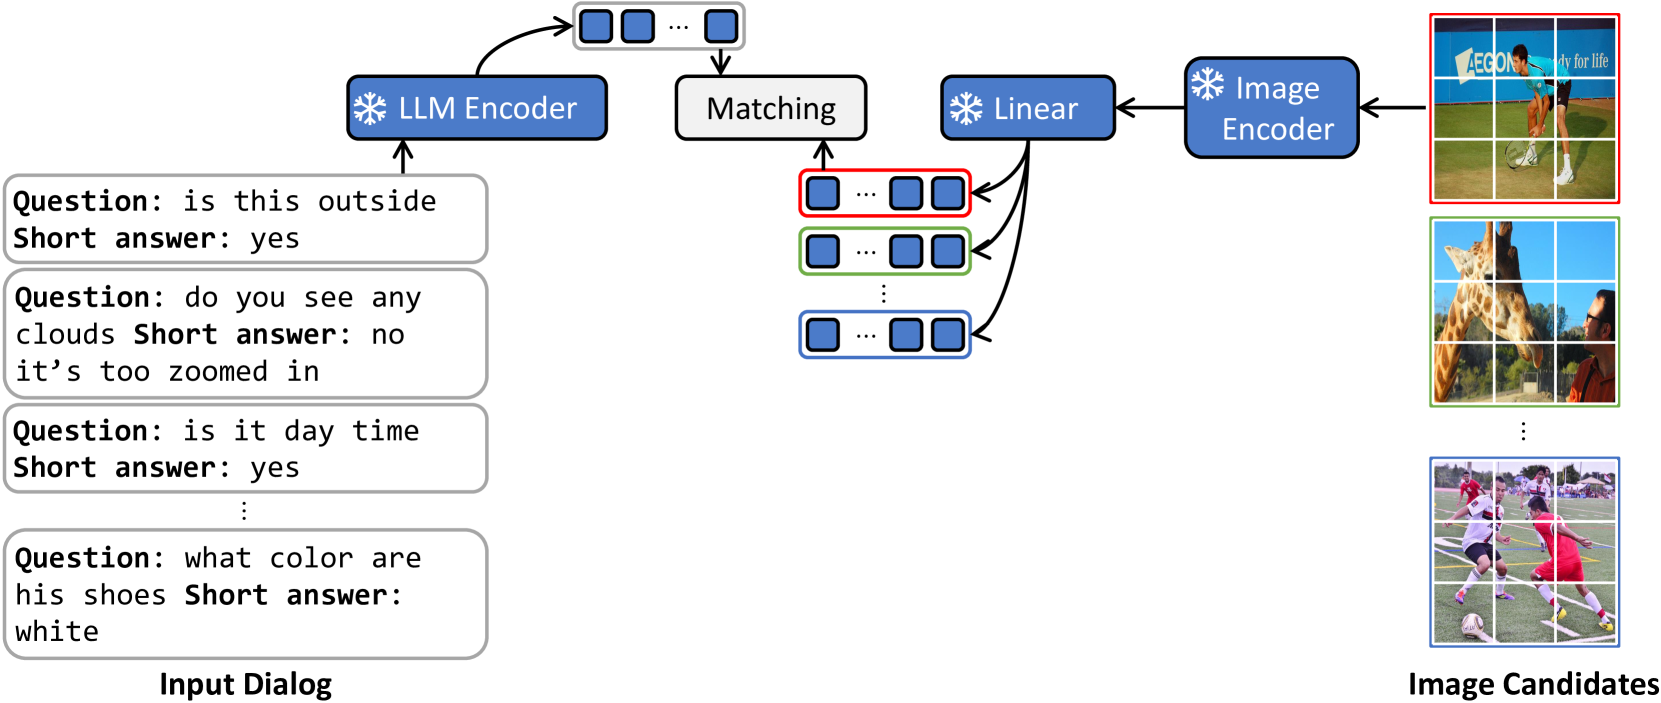 LLM Encoder
Matching
Linear
Image
Encoder
Question: is this outside
Short answer: yes
Question: do you see any
clouds Short answer: no
it's too zoomed in
Question: is it day time
Short answer: yes
Question: what color are
his shoes Short answer:
white
Input Dialog
AEGON
dy for life
Image Candidates